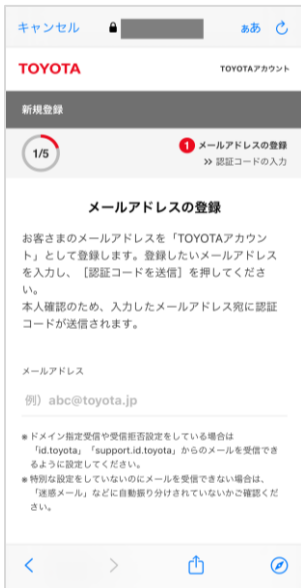 キャンセル
ぁあ
TOYOTA
TOYOTAアカウント
新規登録
1/5
1 メールアドレスの登録
>> 認証コードの入力
メールアドレスの登録
お客さまのメールアドレスを「TOYOTAアカウン
ト」として登録します。登録したいメールアドレス
を入力し、［認証コードを送信］を押してくださ
い。
本人確認のため、入力したメールアドレス宛に認証
コードが送信されます。
メールアドレス
例）abc@toyota.jp
※ドメイン指定受信や受信拒否設定をしている場合は
「id.toyota」「support.id.toyota」からのメールを受信でき
るように設定してください。
※特別な設定をしていないのにメールを受信できない場合は、
「迷惑メール」などに自動振り分けされていないかご確認くだ
さい。